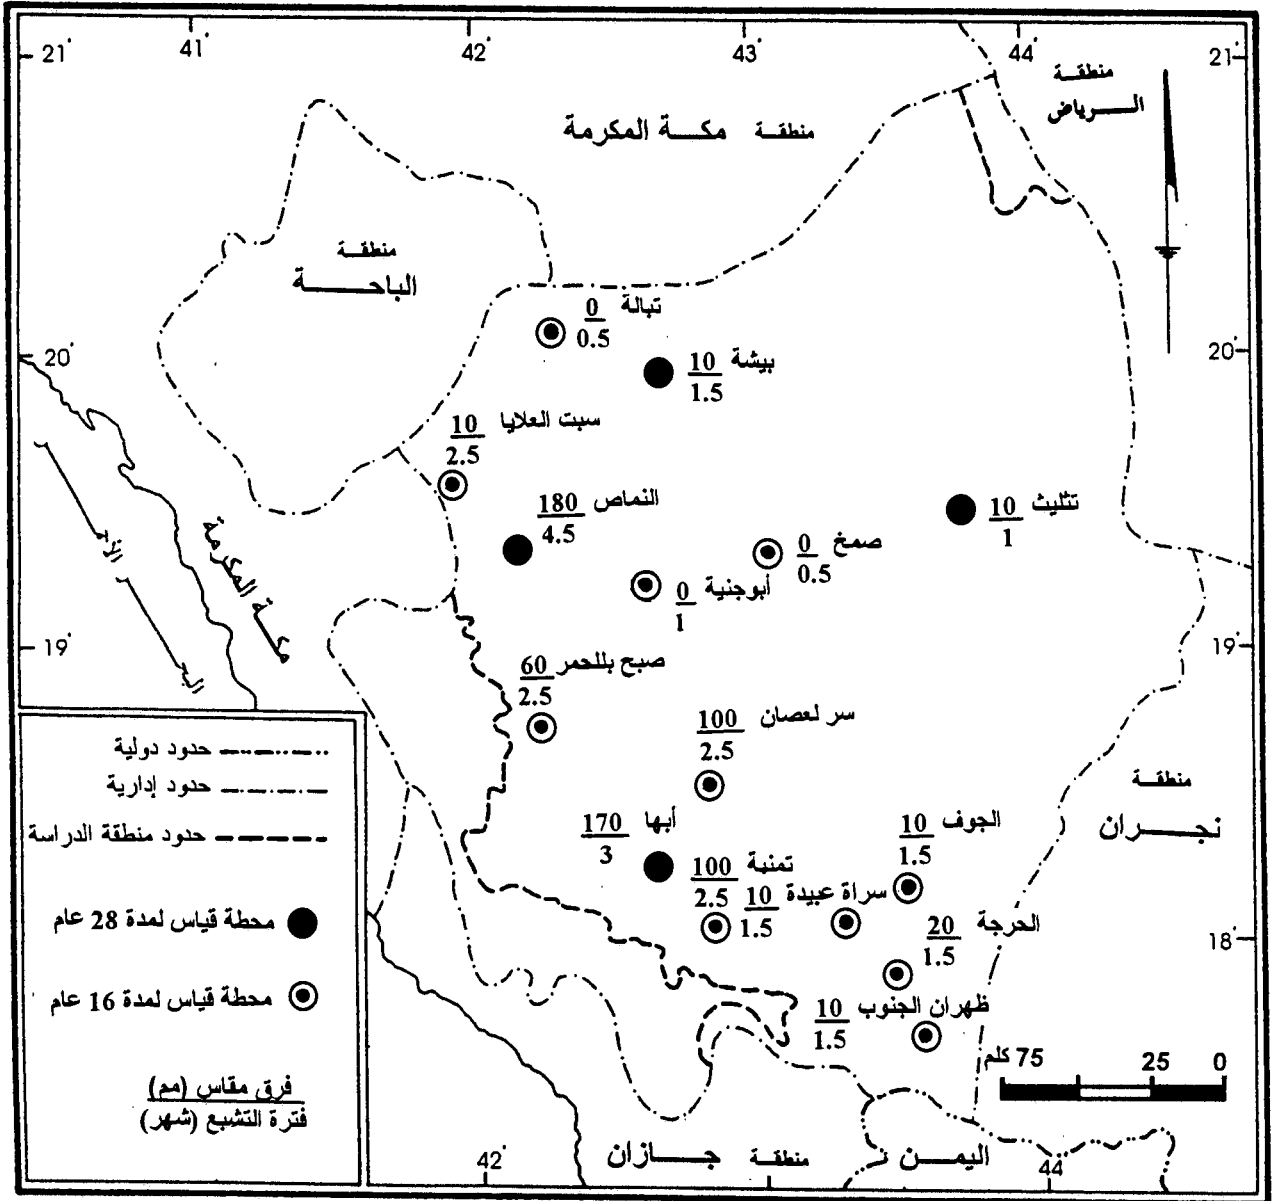 41° 42° 43° 44°
21° 21°
منطقة
الرياض
منطقة مكة المكرمة
منطقة
الباحة
تبالة 0/0.5
20° 20°
بيشة 10/1.5
سبت العلايا 10/2.5
النماص 180/4.5
تثليث 10/1
صمخ 0/0.5
أبوجنية 0/1
مكة المكرمة
البحر الأحمر
19° 19°
صبح بللحمر 60/2.5
سر لعصان 100/2.5
منطقة
نجران
أبها 170/3
الجوف 10/1.5
تمنية 100/2.5
سراة عبيدة 10/1.5
الحرجة 20/1.5
18°
ظهران الجنوب 10/1.5
حدود دولية
حدود إدارية
حدود منطقة الدراسة
محطة قياس لمدة 28 عام
محطة قياس لمدة 16 عام
فرق مقاس (مم)
فترة التشبع (شهر)
0 25 75 كلم
منطقة جازان
اليمن
42° 44°